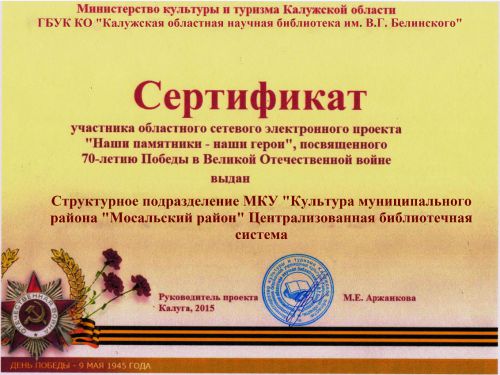 Министерство культуры и туризма Калужской области
ГБУК КО "Калужская областная научная библиотека им. В.Г. Белинского"
Сертификат
участника областного сетевого электронного проекта
"Наши памятники - наши герои", посвященного
70-летию Победы в Великой Отечественной войне
выдан
Структурное подразделение МКУ "Культура муниципального
района "Мосальский район" Централизованная библиотечная
система
Руководитель проекта М.Е. Аржанкова
Калуга, 2015
ОТЕЧЕСТВЕННАЯ ВОЙНА
ДЕНЬ ПОБЕДЫ - 9 МАЯ 1945 ГОДА